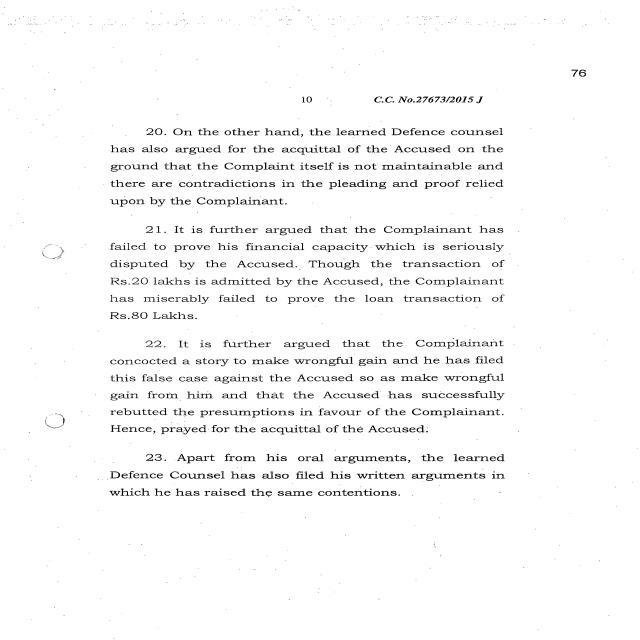 76
10 C.C. No.27673/2015 J
20. On the other hand, the learned Defence counsel
has also argued for the acquittal of the Accused on the
ground that the Complaint itself is not maintainable and
there are contradictions in the pleading and proof relied
upon by the Complainant.
21. It is further argued that the Complainant has
failed to prove his financial capacity which is seriously
disputed by the Accused. Though the transaction of
Rs.20 lakhs is admitted by the Accused, the Complainant
has miserably failed to prove the loan transaction of
Rs.80 Lakhs.
22. It is further argued that the Complainant
concocted a story to make wrongful gain and he has filed
this false case against the Accused so as make wrongful
gain from him and that the Accused has successfully
rebutted the presumptions in favour of the Complainant.
Hence, prayed for the acquittal of the Accused.
23. Apart from his oral arguments, the learned
Defence Counsel has also filed his written arguments in
which he has raised the same contentions.